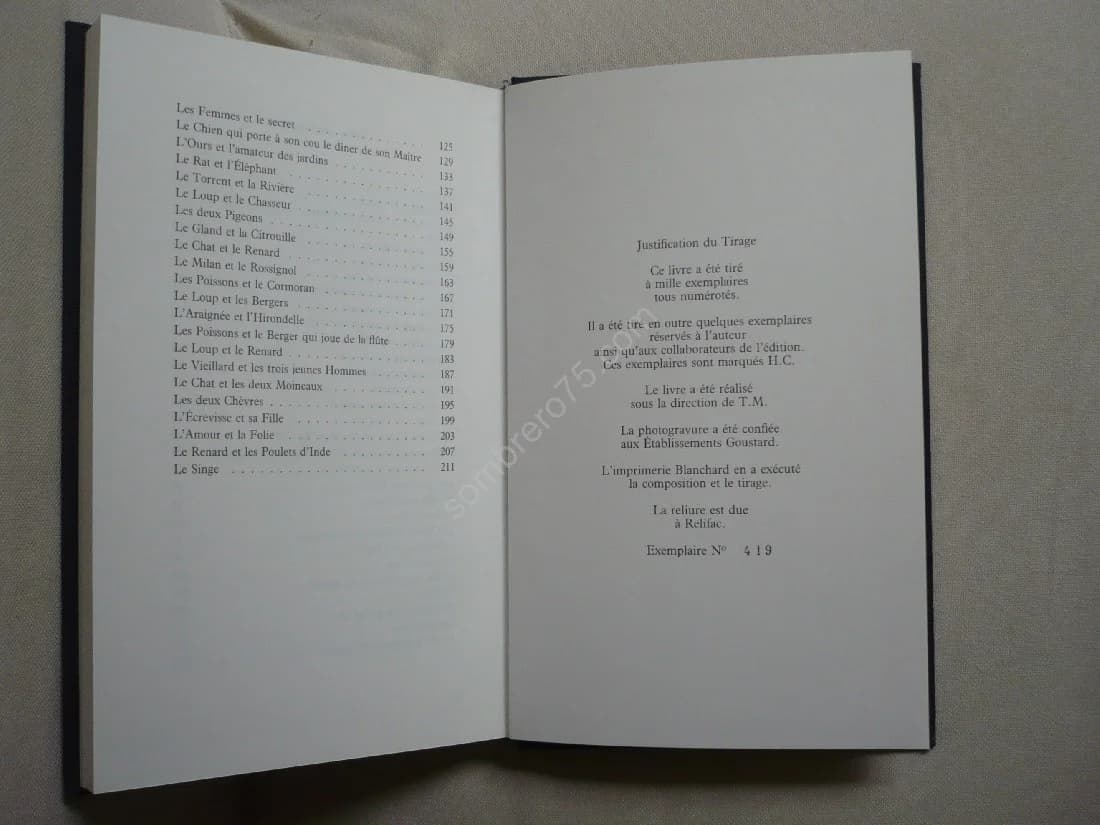 Les Femmes et le secret . . . . . . . . . . 125
Le Chien qui porte à son cou le dîner de son Maître 129
L'Ours et l'amateur des jardins . . . . . . . . 133
Le Rat et l'Éléphant . . . . . . . . . . . 137
Le Torrent et la Rivière . . . . . . . . . . 141
Le Loup et le Chasseur . . . . . . . . . . 145
Les deux Pigeons . . . . . . . . . . . . 149
Le Gland et la Citrouille . . . . . . . . . . 155
Le Chat et le Renard . . . . . . . . . . . 159
Le Milan et le Rossignol . . . . . . . . . . 163
Les Poissons et le Cormoran . . . . . . . . 167
Le Loup et les Bergers . . . . . . . . . . 171
L'Araignée et l'Hirondelle . . . . . . . . . 175
Les Poissons et le Berger qui joue de la flûte . . . 179
Le Loup et le Renard . . . . . . . . . . . 183
Le Vieillard et les trois jeunes Hommes . . . . . 187
Le Chat et les deux Moineaux . . . . . . . . 191
Les deux Chèvres . . . . . . . . . . . . 195
L'Écrevisse et sa Fille . . . . . . . . . . . 199
L'Amour et la Folie . . . . . . . . . . . 203
Le Renard et les Poulets d'Inde . . . . . . . 207
Le Singe . . . . . . . . . . . . . . . 211
Justification du Tirage
Ce livre a été tiré
à mille exemplaires
tous numérotés.
Il a été tiré en outre quelques exemplaires
réservés à l'auteur
ainsi qu'aux collaborateurs de l'édition.
Ces exemplaires sont marqués H.C.
Le livre a été réalisé
sous la direction de T.M.
La photogravure a été confiée
aux Établissements Goustard.
L'imprimerie Blanchard en a exécuté
la composition et le tirage.
La reliure est due
à Relifac.
Exemplaire N° 419
sombrero75.com